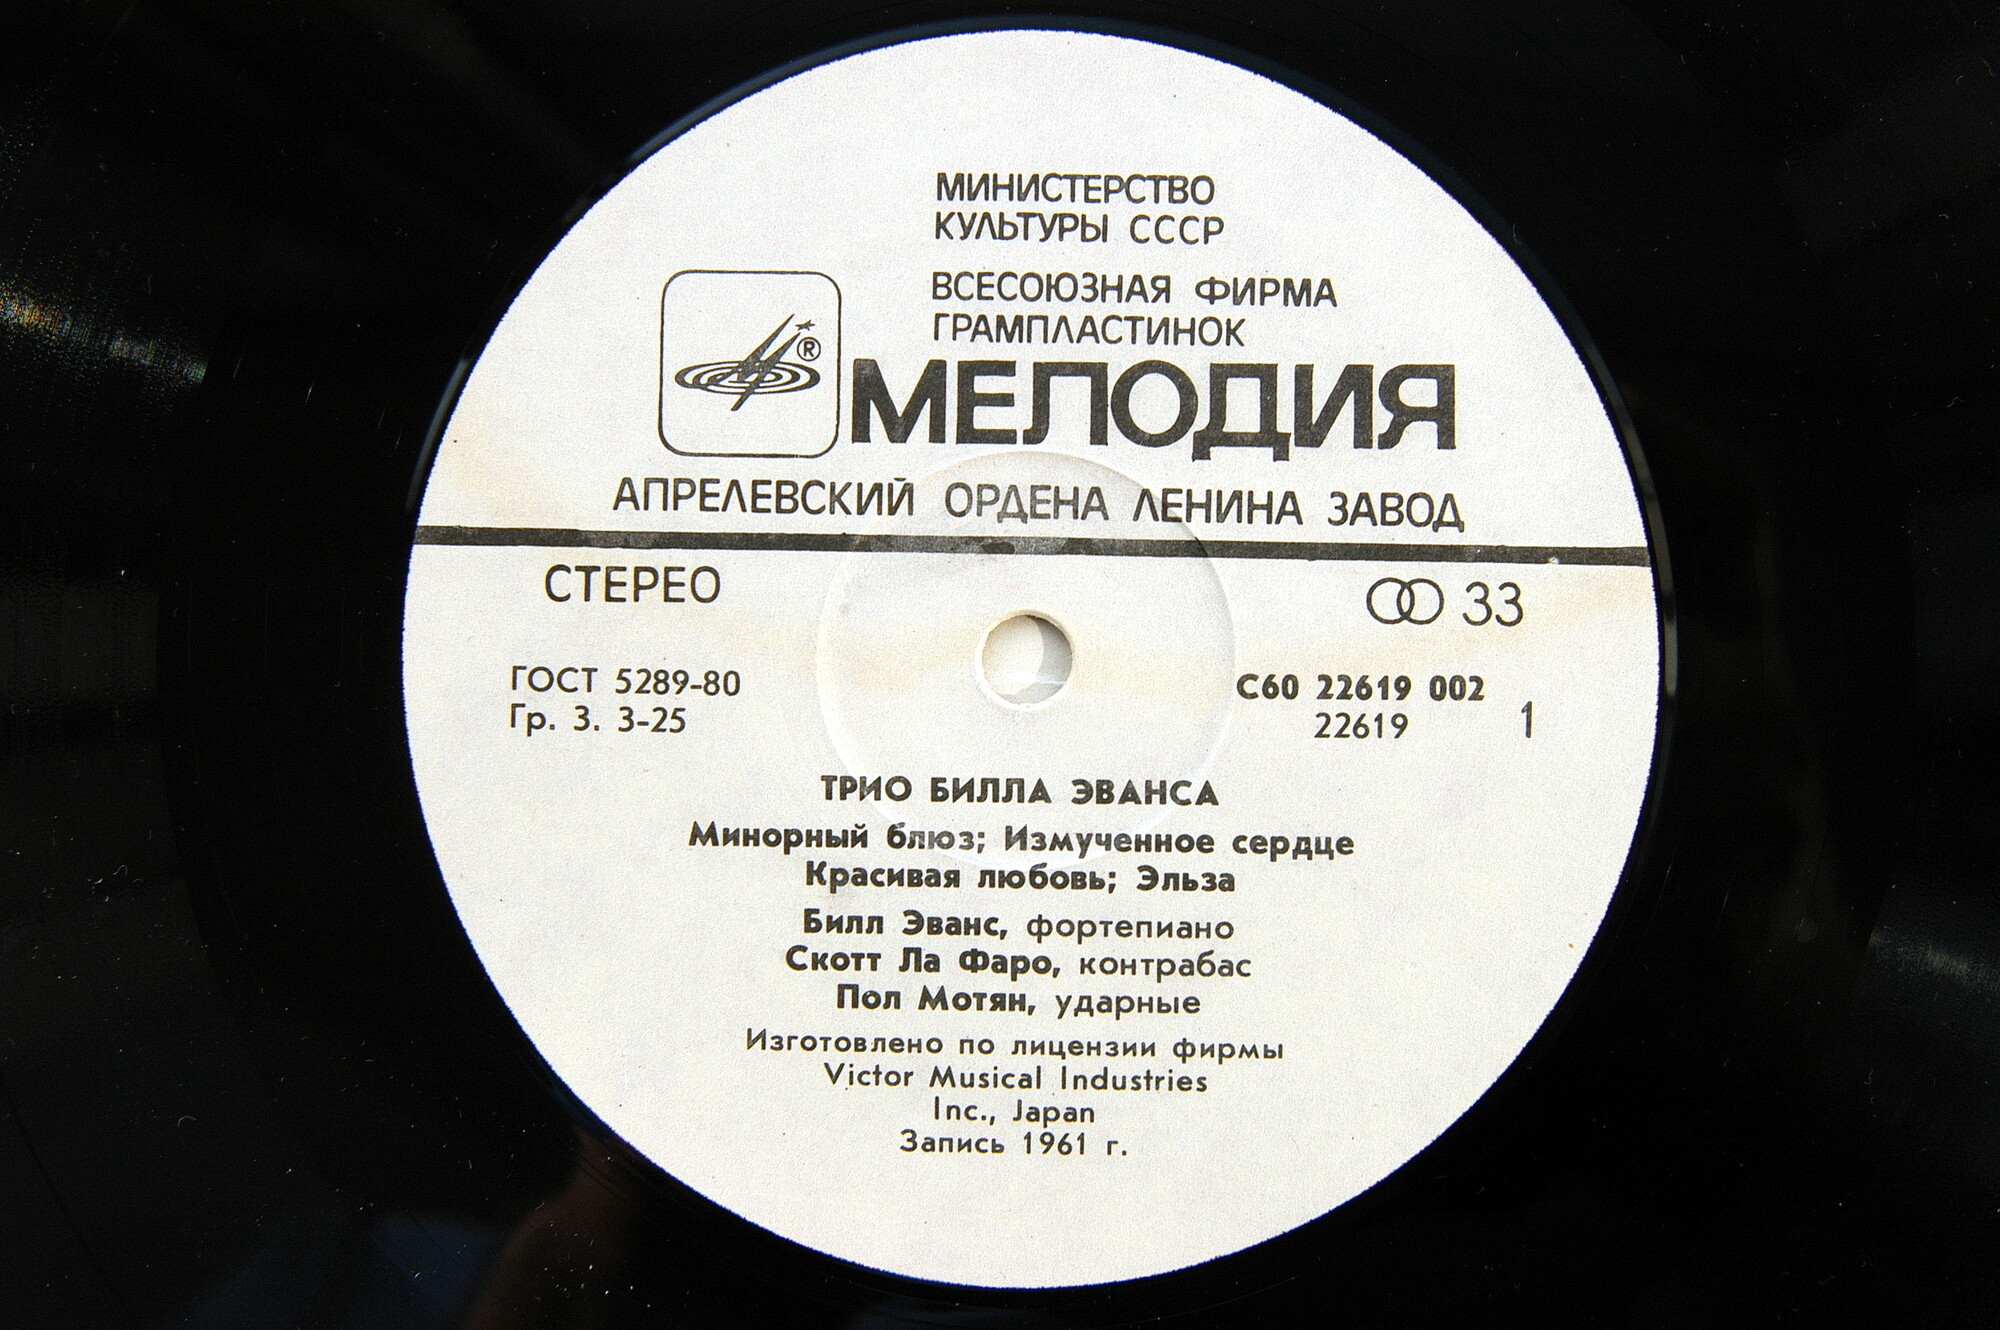 МИНИСТЕРСТВО
КУЛЬТУРЫ СССР
ВСЕСОЮЗНАЯ ФИРМА
ГРАМПЛАСТИНОК
®
МЕЛОДИЯ
АПРЕЛЕВСКИЙ ОРДЕНА ЛЕНИНА ЗАВОД
СТЕРЕО
33
ГОСТ 5289-80
Гр. 3. 3-25
С60 22619 002
22619
1
ТРИО БИЛЛА ЭВАНСА
Минорный блюз; Измученное сердце
Красивая любовь; Эльза
Билл Эванс, фортепиано
Скотт Ла Фаро, контрабас
Пол Мотян, ударные
Изготовлено по лицензии фирмы
Victor Musical Industries
Inc., Japan
Запись 1961 г.